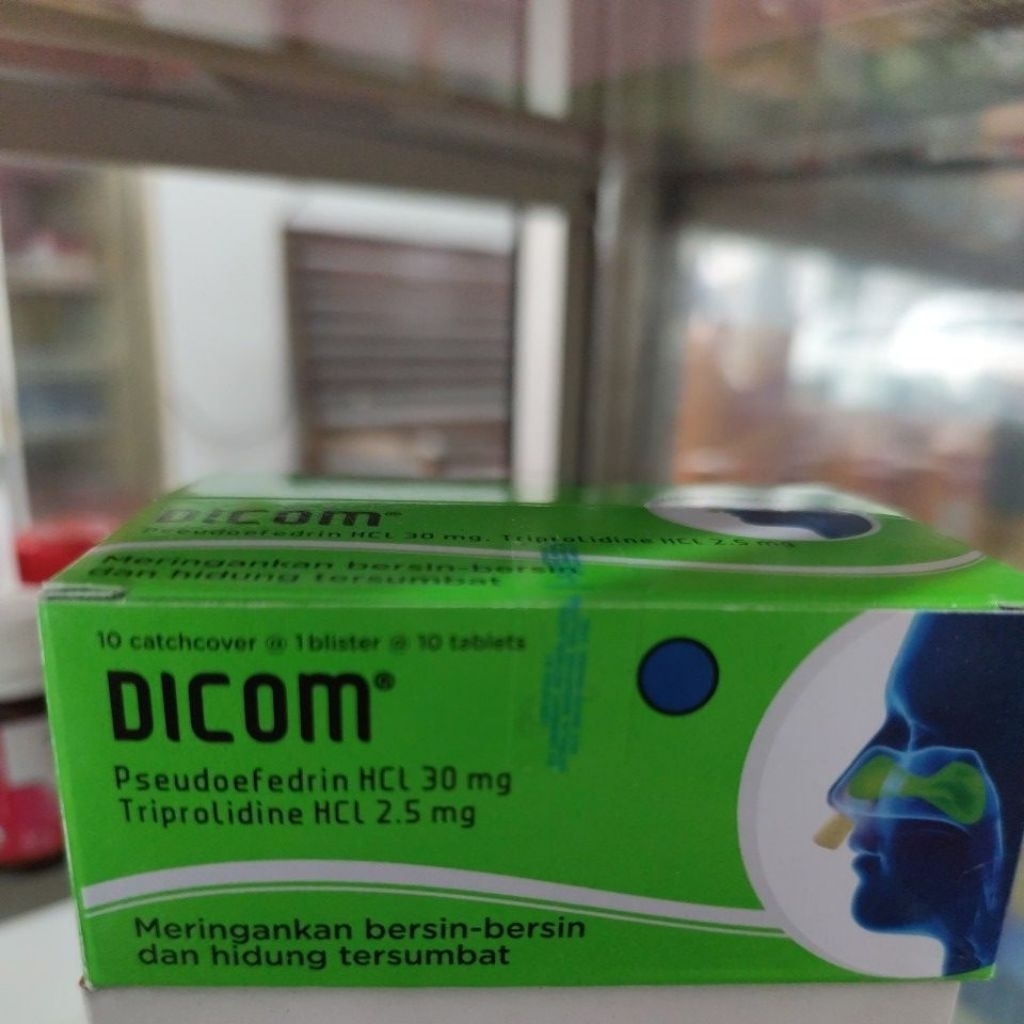 DICOM®
Pseudoefedrin HCL 30 mg. Triprolidine HCL 2.5 mg
Meringankan bersin-bers
dan hidung tersumbat
10 catchcover @ 1 blister @ 10 tablets
DICOM®
Pseudoefedrin HCL 30 mg
Triprolidine HCL 2.5 mg
Meringankan bersin-bersin
dan hidung tersumbat